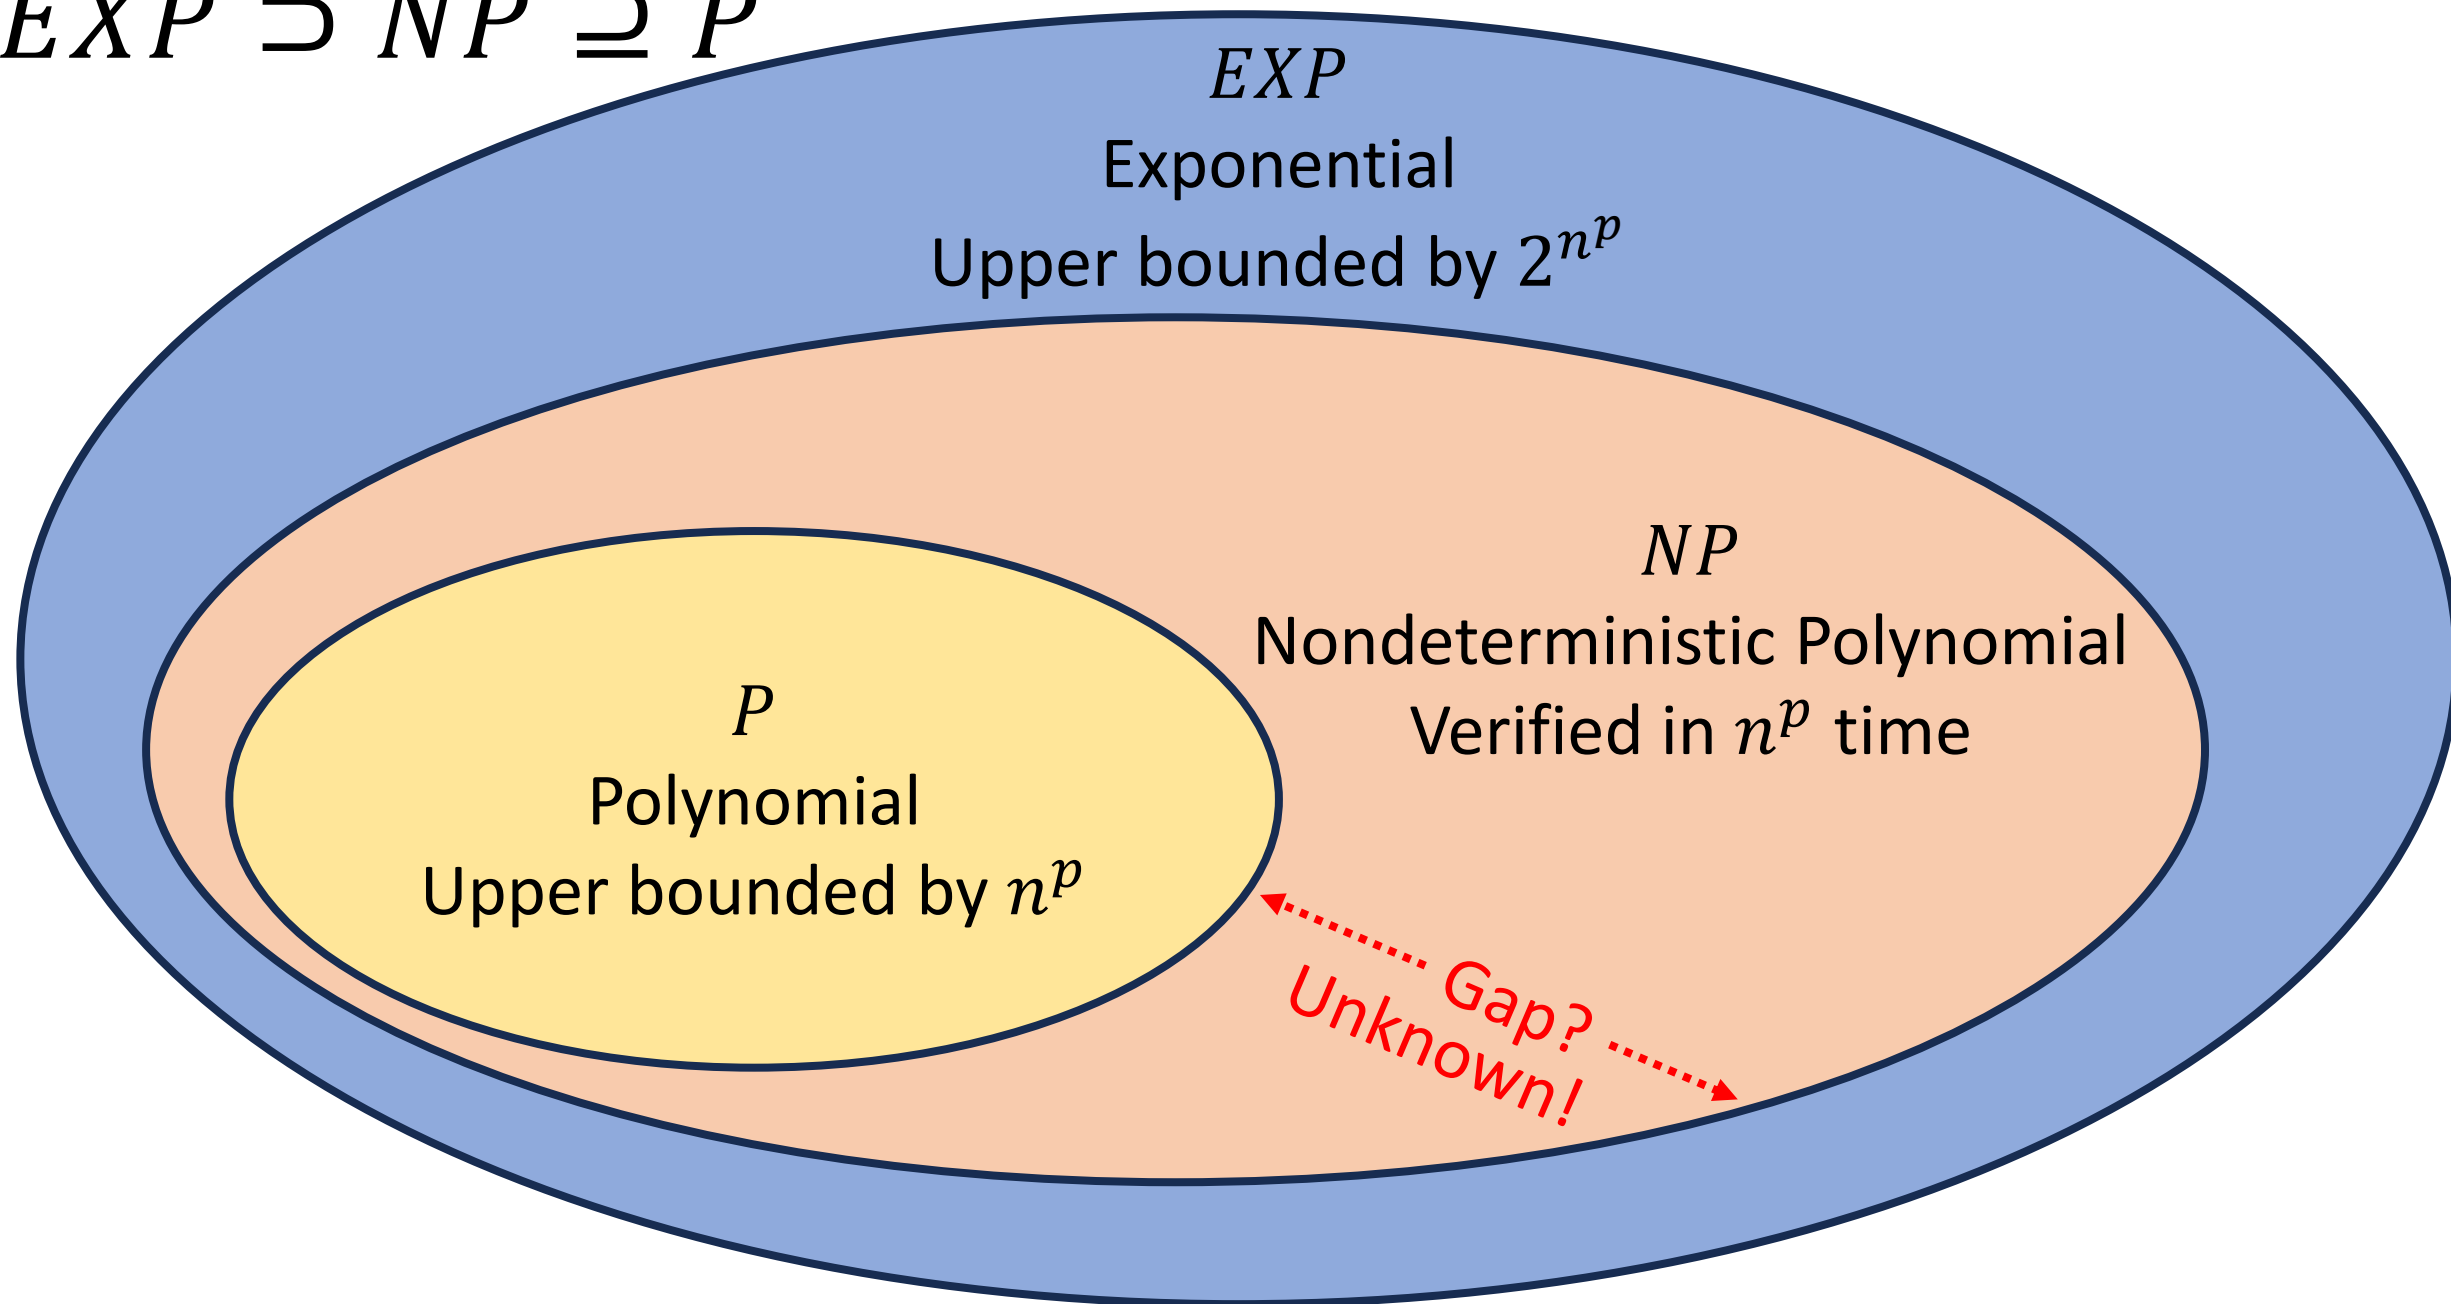 𝐸𝑋𝑃 ⊃ 𝑁𝑃 ⊇ 𝑃
𝐸𝑋𝑃
Exponential
Upper bounded by 2^{n^p}
𝑁𝑃
Nondeterministic Polynomial
Verified in n^p time
𝑃
Polynomial
Upper bounded by n^p
Gap?
Unknown!